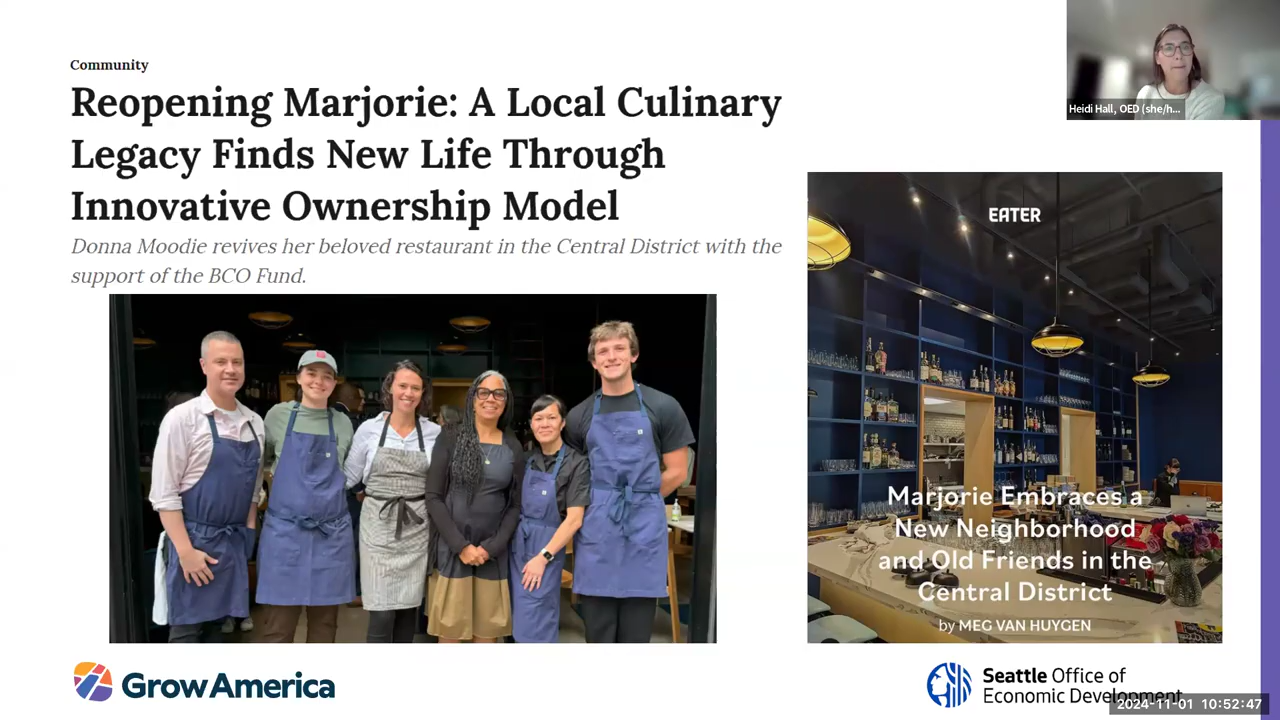 Community
Reopening Marjorie: A Local Culinary
Legacy Finds New Life Through
Innovative Ownership Model
Donna Moodie revives her beloved restaurant in the Central District with the
support of the BCO Fund.
Heidi Hall, OED (she/h...
EATER
Marjorie Embraces a
New Neighborhood
and Old Friends in the
Central District
by MEG VAN HUYGEN
GrowAmerica
Seattle Office of
Economic Development
2024-11-01 10:52:47